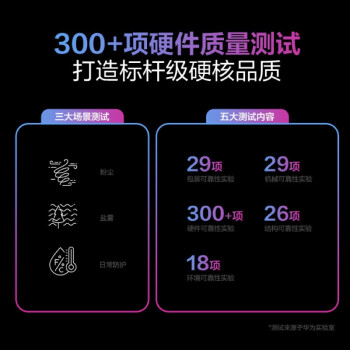 300+项硬件质量测试
打造标杆级硬核品质
三大场景测试
粉尘
盐雾
日常防护
五大测试内容
29项
包装可靠性实验
29项
机械可靠性实验
300+项
硬件可靠性实验
26项
结构可靠性实验
18项
环境可靠性实验
*测试来源于华为实验室